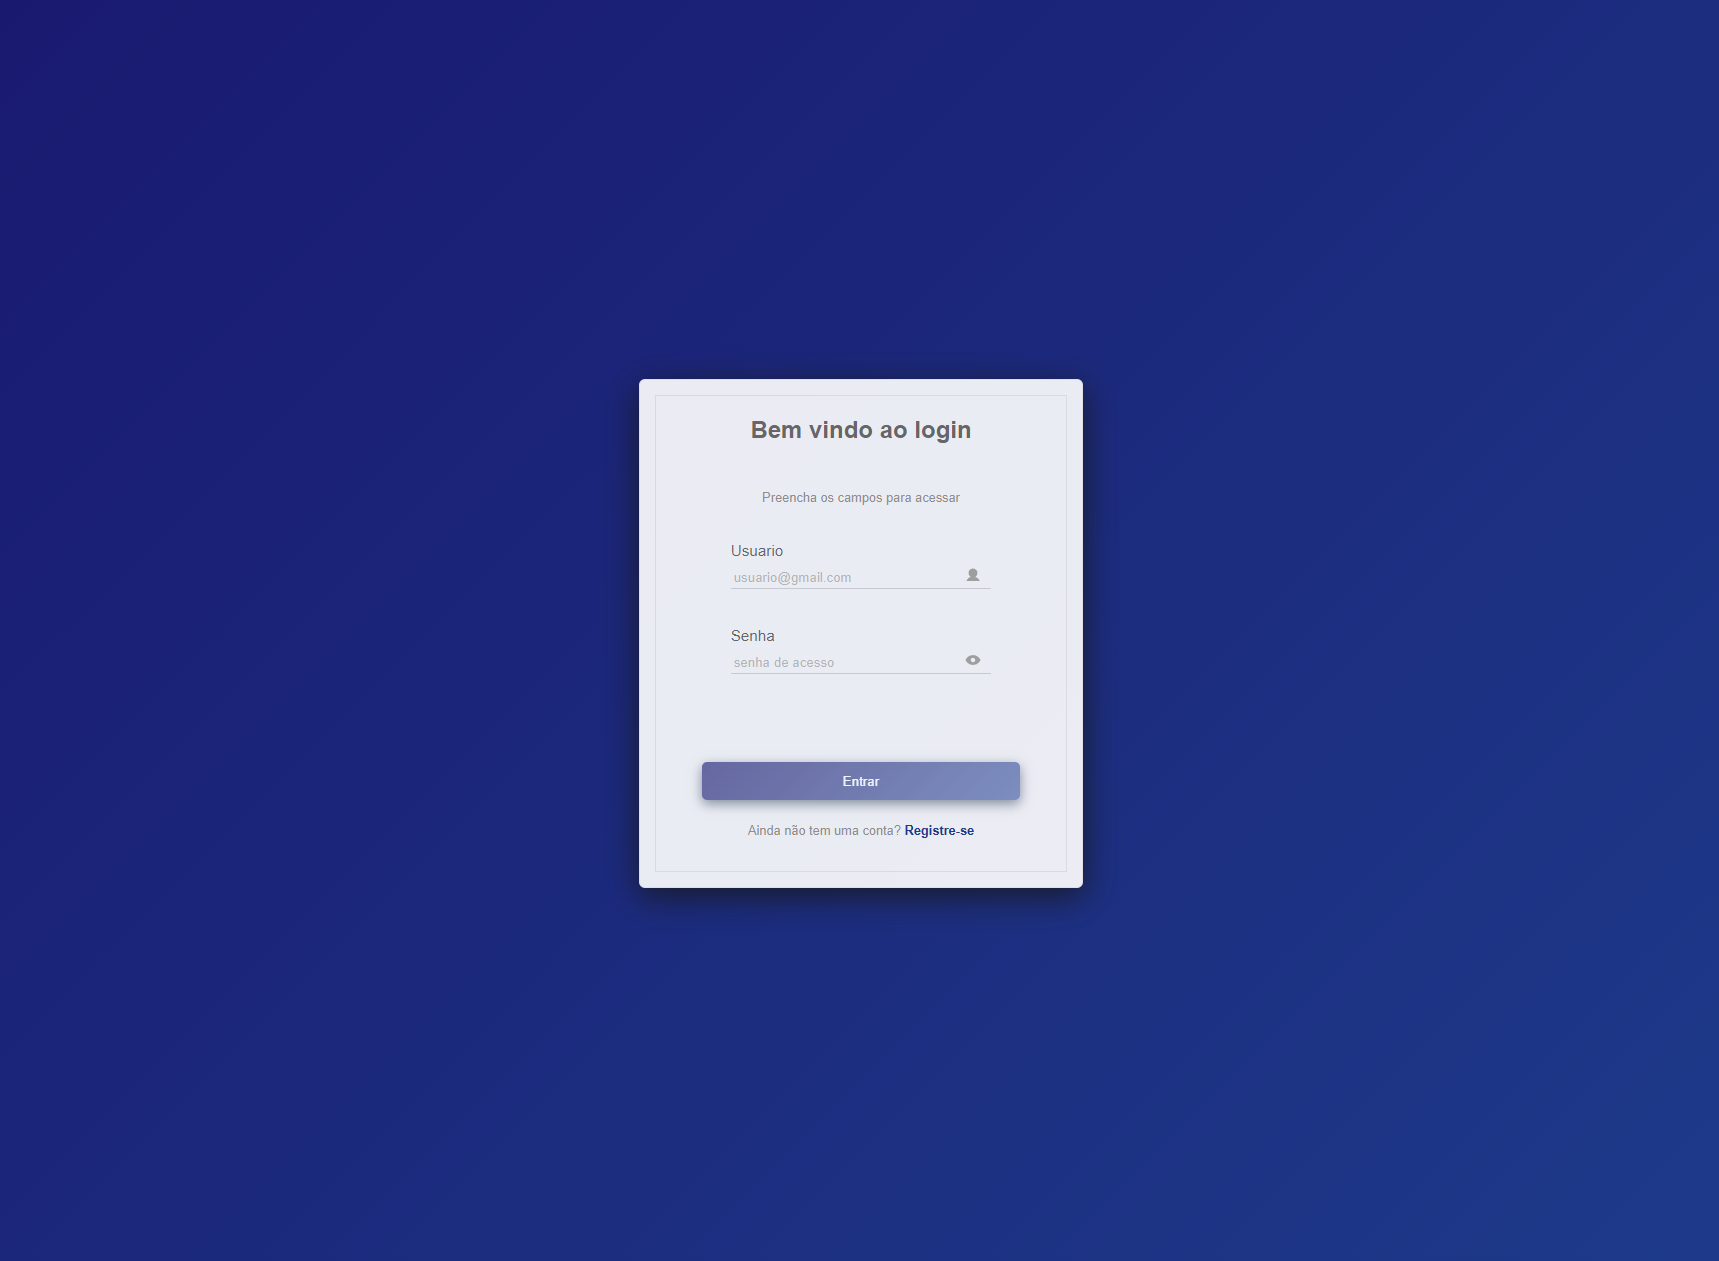 Bem vindo ao login
Preencha os campos para acessar
Usuario
usuario@gmail.com
Senha
senha de acesso
Entrar
Ainda não tem uma conta? Registre-se